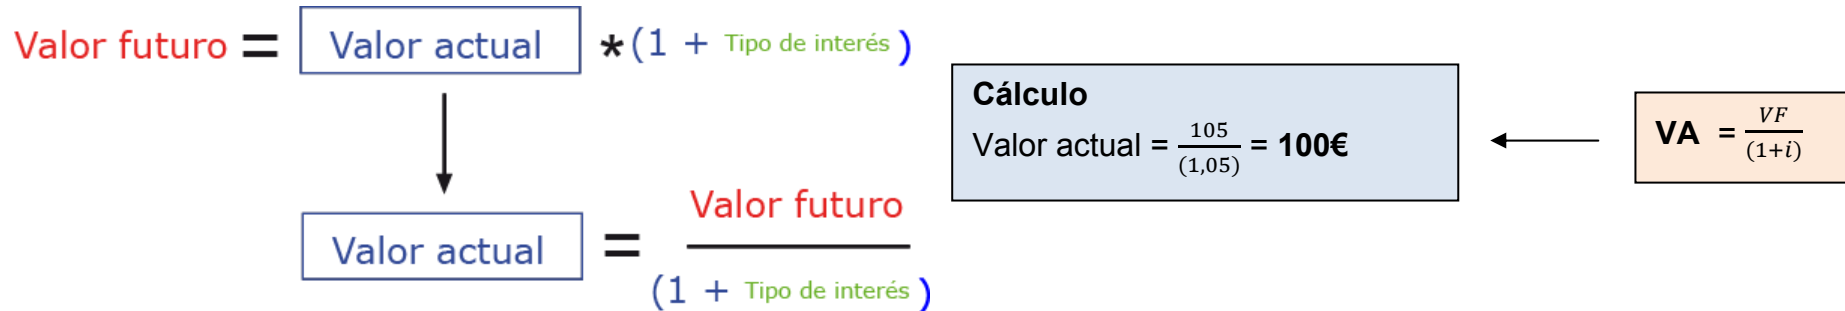 Valor futuro = Valor actual *(1 + Tipo de interés )
Valor actual = Valor futuro / (1 + Tipo de interés )
Cálculo
Valor actual = 105 / (1,05) = 100€
VA = VF / (1+i)